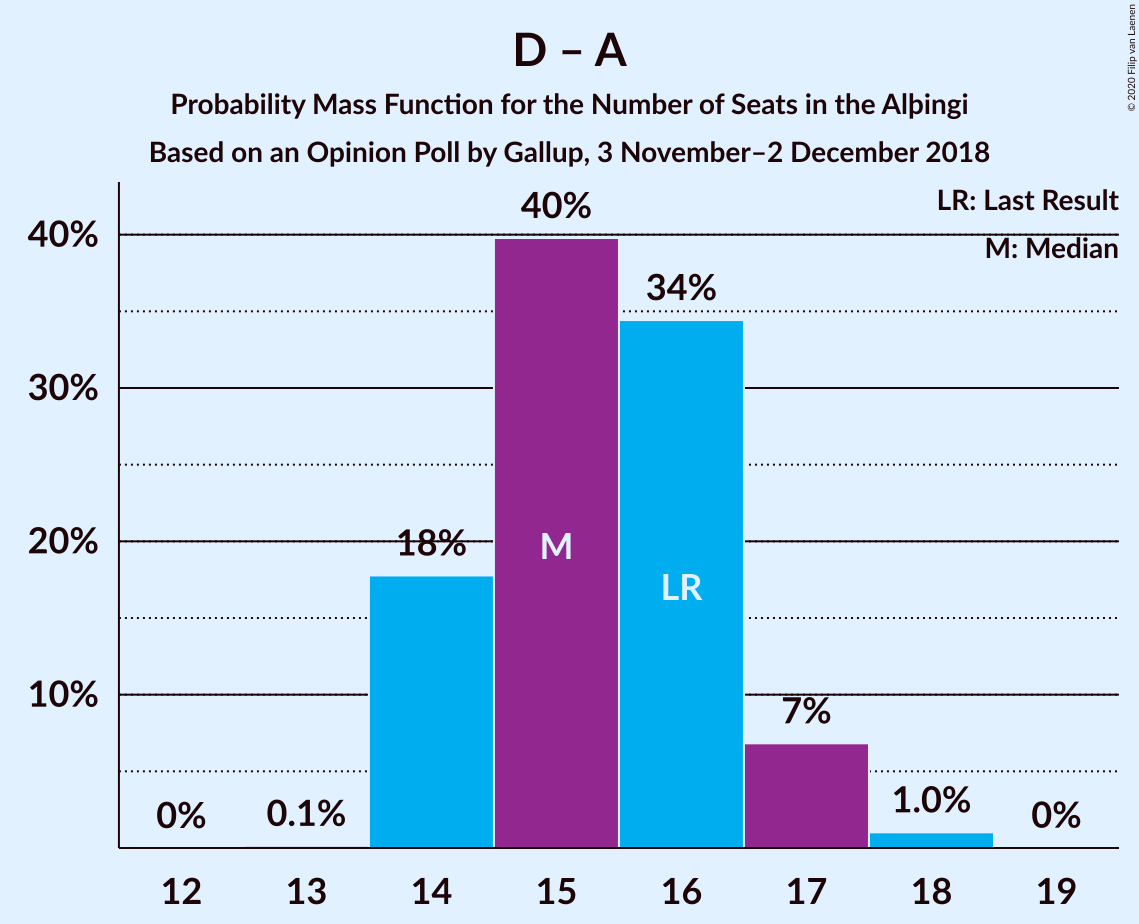 D – A
Probability Mass Function for the Number of Seats in the Alþingi
Based on an Opinion Poll by Gallup, 3 November–2 December 2018
© 2020 Filip van Laenen
LR: Last Result
M: Median
40%
30%
20%
10%
0%
0.1%
18%
40%
34%
7%
1.0%
0%
M
LR
12 13 14 15 16 17 18 19